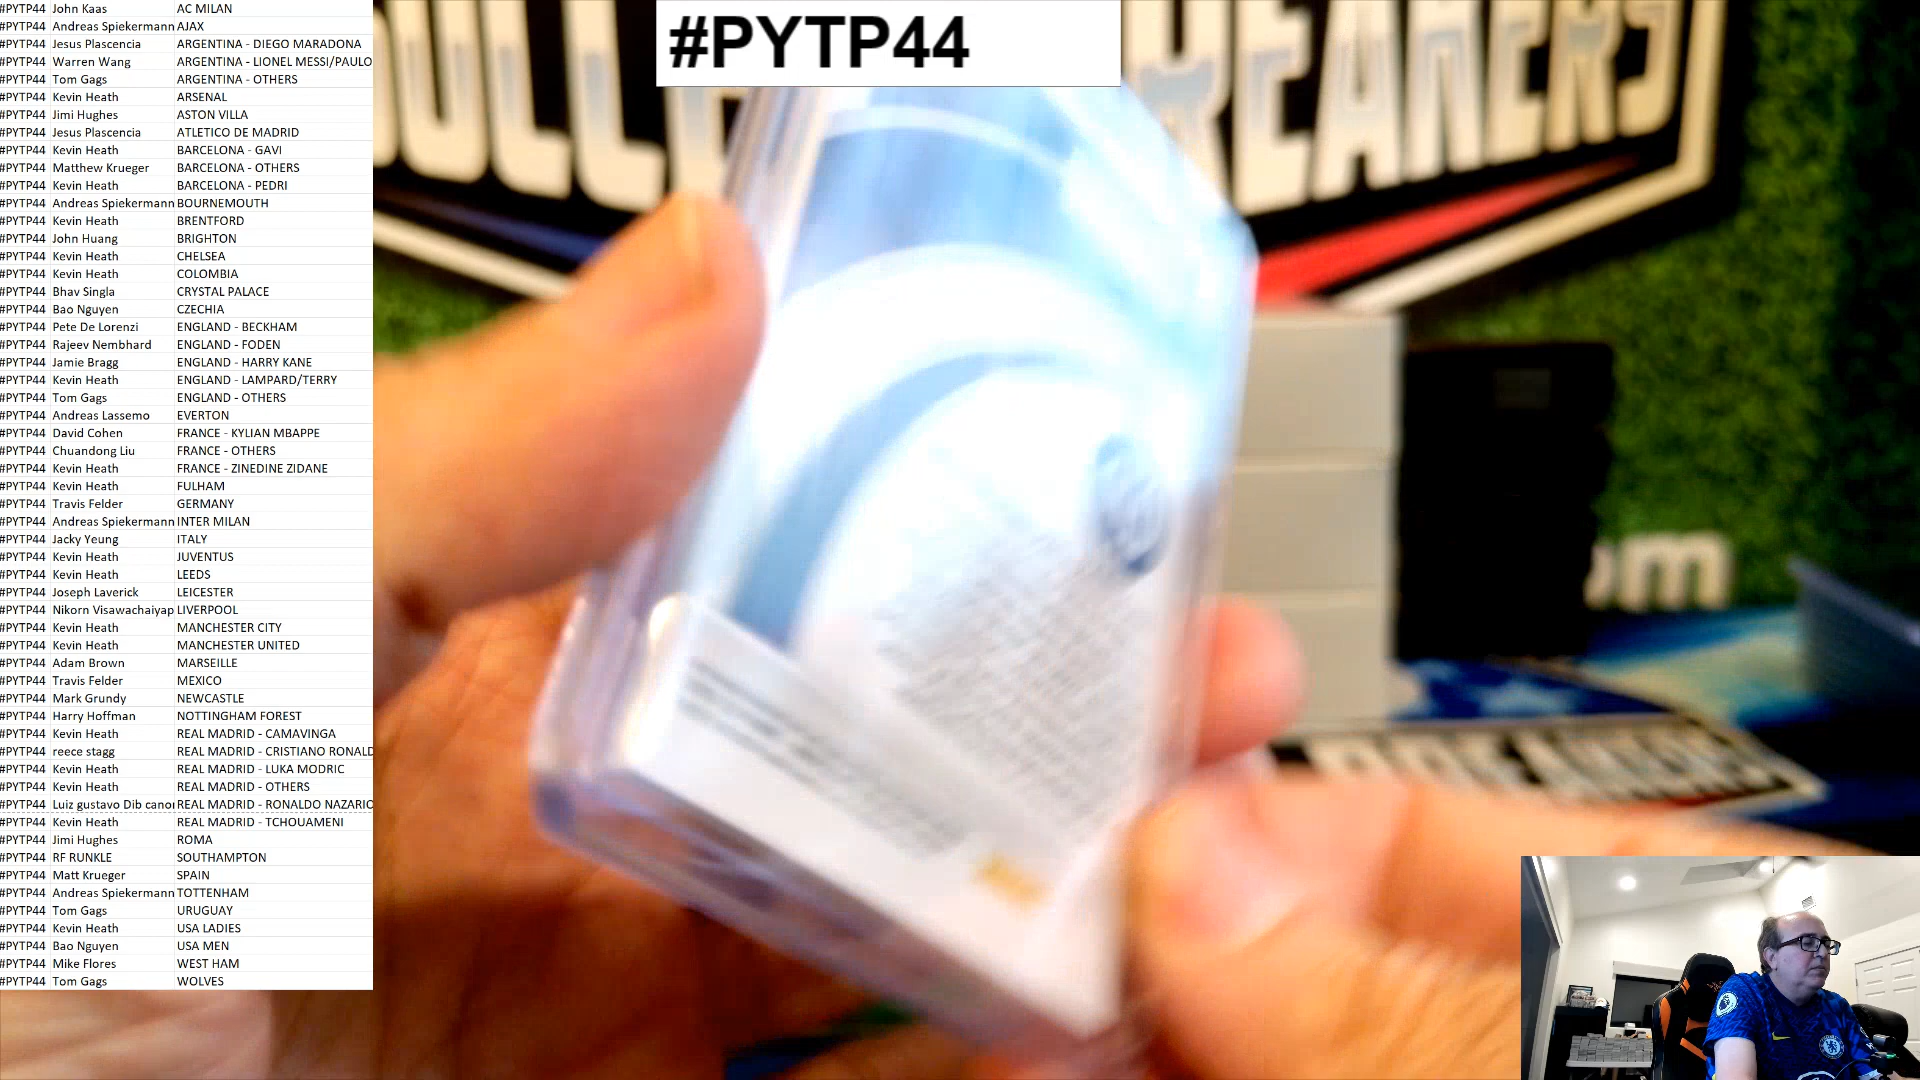 #PYTP44 John Kaas AC MILAN
#PYTP44 Andreas Spiekermann AJAX
#PYTP44 Jesus Plascencia ARGENTINA - DIEGO MARADONA
#PYTP44 Warren Wang ARGENTINA - LIONEL MESSI/PAULO
#PYTP44 Tom Gags ARGENTINA - OTHERS
#PYTP44 Kevin Heath ARSENAL
#PYTP44 Jimi Hughes ASTON VILLA
#PYTP44 Jesus Plascencia ATLETICO DE MADRID
#PYTP44 Kevin Heath BARCELONA - GAVI
#PYTP44 Matthew Krueger BARCELONA - OTHERS
#PYTP44 Kevin Heath BARCELONA - PEDRI
#PYTP44 Andreas Spiekermann BOURNEMOUTH
#PYTP44 Kevin Heath BRENTFORD
#PYTP44 John Huang BRIGHTON
#PYTP44 Kevin Heath CHELSEA
#PYTP44 Kevin Heath COLOMBIA
#PYTP44 Bhav Singla CRYSTAL PALACE
#PYTP44 Bao Nguyen CZECHIA
#PYTP44 Pete De Lorenzi ENGLAND - BECKHAM
#PYTP44 Rajeev Nembhard ENGLAND - FODEN
#PYTP44 Jamie Bragg ENGLAND - HARRY KANE
#PYTP44 Kevin Heath ENGLAND - LAMPARD/TERRY
#PYTP44 Tom Gags ENGLAND - OTHERS
#PYTP44 Andreas Lassemo EVERTON
#PYTP44 David Cohen FRANCE - KYLIAN MBAPPE
#PYTP44 Chuandong Liu FRANCE - OTHERS
#PYTP44 Kevin Heath FRANCE - ZINEDINE ZIDANE
#PYTP44 Kevin Heath FULHAM
#PYTP44 Travis Felder GERMANY
#PYTP44 Andreas Spiekermann INTER MILAN
#PYTP44 Jacky Yeung ITALY
#PYTP44 Kevin Heath JUVENTUS
#PYTP44 Kevin Heath LEEDS
#PYTP44 Joseph Laverick LEICESTER
#PYTP44 Nikorn Visawachaiyap LIVERPOOL
#PYTP44 Kevin Heath MANCHESTER CITY
#PYTP44 Kevin Heath MANCHESTER UNITED
#PYTP44 Adam Brown MARSEILLE
#PYTP44 Travis Felder MEXICO
#PYTP44 Mark Grundy NEWCASTLE
#PYTP44 Harry Hoffman NOTTINGHAM FOREST
#PYTP44 Kevin Heath REAL MADRID - CAMAVINGA
#PYTP44 reece stagg REAL MADRID - CRISTIANO RONALD
#PYTP44 Kevin Heath REAL MADRID - LUKA MODRIC
#PYTP44 Kevin Heath REAL MADRID - OTHERS
#PYTP44 Luiz gustavo Dib canoi REAL MADRID - RONALDO NAZARIO
#PYTP44 Kevin Heath REAL MADRID - TCHOUAMENI
#PYTP44 Jimi Hughes ROMA
#PYTP44 RF RUNKLE SOUTHAMPTON
#PYTP44 Matt Krueger SPAIN
#PYTP44 Andreas Spiekermann TOTTENHAM
#PYTP44 Tom Gags URUGUAY
#PYTP44 Kevin Heath USA LADIES
#PYTP44 Bao Nguyen USA MEN
#PYTP44 Mike Flores WEST HAM
#PYTP44 Tom Gags WOLVES
#PYTP44